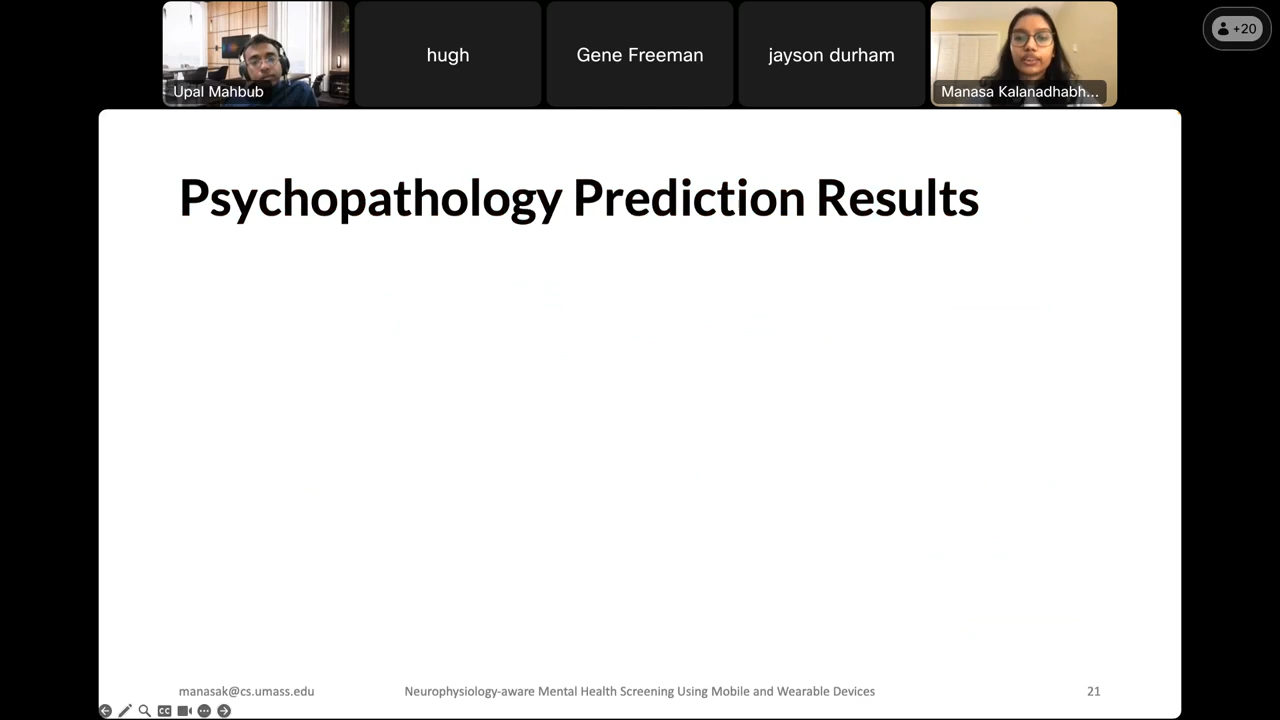 Upal Mahbub
hugh
Gene Freeman
jayson durham
Manasa Kalanadhabh...
+20
Psychopathology Prediction Results
manasak@cs.umass.edu
Neurophysiology-aware Mental Health Screening Using Mobile and Wearable Devices
21
CC